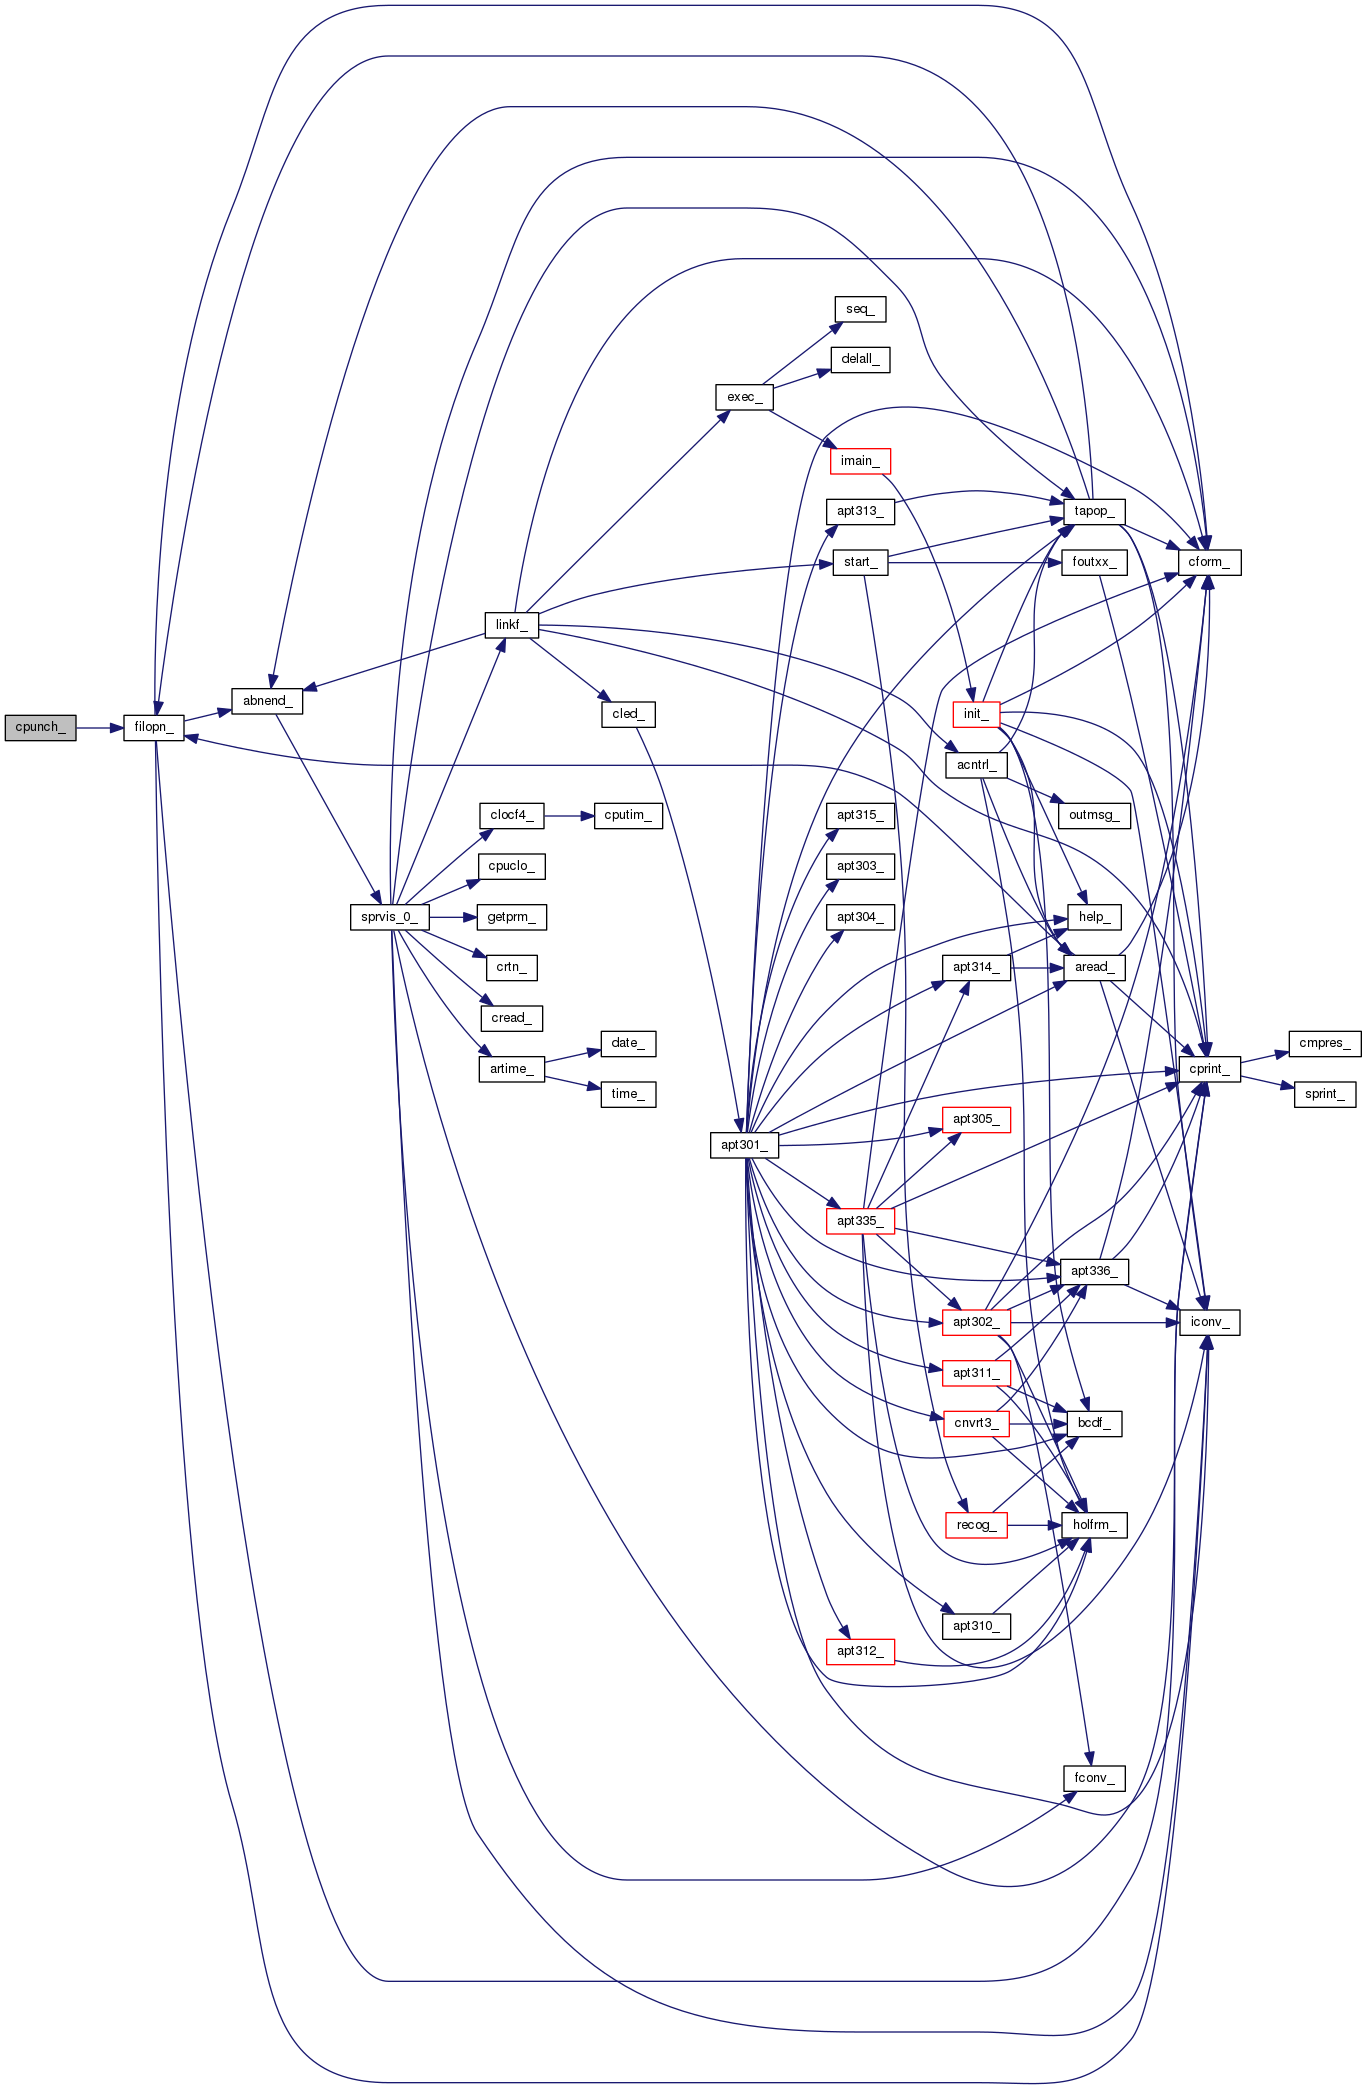 cpunch_
filopn_
abnend_
sprvis_0_
linkf_
clocf4_
cpuclo_
getprm_
crtn_
cread_
artime_
cled_
cputim_
date_
time_
exec_
apt301_
seq_
delall_
imain_
apt313_
start_
apt315_
apt303_
apt304_
apt335_
apt312_
init_
acntrl_
apt314_
apt305_
apt302_
apt311_
cnvrt3_
recog_
apt310_
tapop_
foutxx_
outmsg_
help_
aread_
apt336_
bcdf_
holfrm_
fconv_
cform_
cprint_
iconv_
cmpres_
sprint_